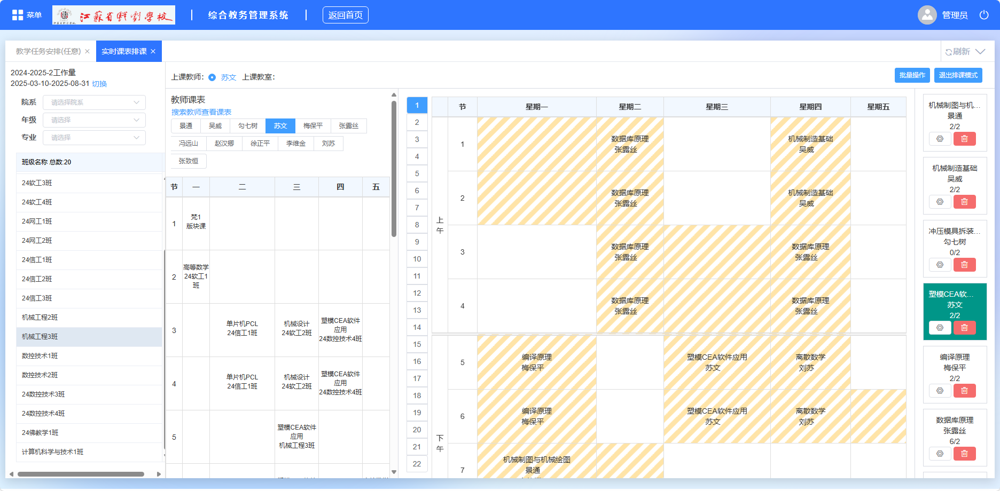 菜单
江苏省戏剧学校
综合教务管理系统
返回首页
管理员
教学任务安排(任意)
实时课表排课
刷新
2024-2025-2工作量
2025-03-10-2025-08-31 切换
院系 请选择院系
年级 请选择
专业 请选择
班级名称 总数:20
24软工3班
24软工4班
24网工1班
24网工2班
24信工1班
24信工2班
24信工3班
机械工程2班
机械工程3班
数控技术1班
数控技术2班
24数控技术3班
24数控技术4班
24佛教学1班
计算机科学与技术1班
上课教师: 苏文 上课教室:
批量操作
退出排课模式
教师课表
搜索教师查看课表
景通 吴威 勾七树 苏文 梅保平 张露丝
冯远山 赵汉卿 徐正平 李维金 刘苏
张致恒
节 一 二 三 四 五
1
梵1
版块课
2
高等数学
24软工1
班
3
单片机PCL
24信工1班
机械设计
24软工2班
塑模CEA软件
应用
24数控技术4班
4
单片机PCL
24信工1班
机械设计
24软工2班
塑模CEA软件
应用
24数控技术4班
5
塑模CEA软件
应用
机械工程3班
1
2
3
4
5
6
7
8
9
10
11
12
13
14
15
16
17
18
19
20
21
22
节 星期一 星期二 星期三 星期四 星期五
上
午
1
数据库原理
张露丝
机械制造基础
吴威
2
数据库原理
张露丝
机械制造基础
吴威
3
数据库原理
张露丝
数据库原理
张露丝
4
数据库原理
张露丝
数据库原理
张露丝
下
午
5
编译原理
梅保平
塑模CEA软件应用
苏文
离散数学
刘苏
6
编译原理
梅保平
塑模CEA软件应用
苏文
离散数学
刘苏
7
机械制图与机械绘图
景通
机械制图与机...
景通
2/2
机械制造基础
吴威
2/2
冲压模具拆装...
勾七树
0/2
塑模CEA软...
苏文
2/2
编译原理
梅保平
2/2
数据库原理
张露丝
6/2